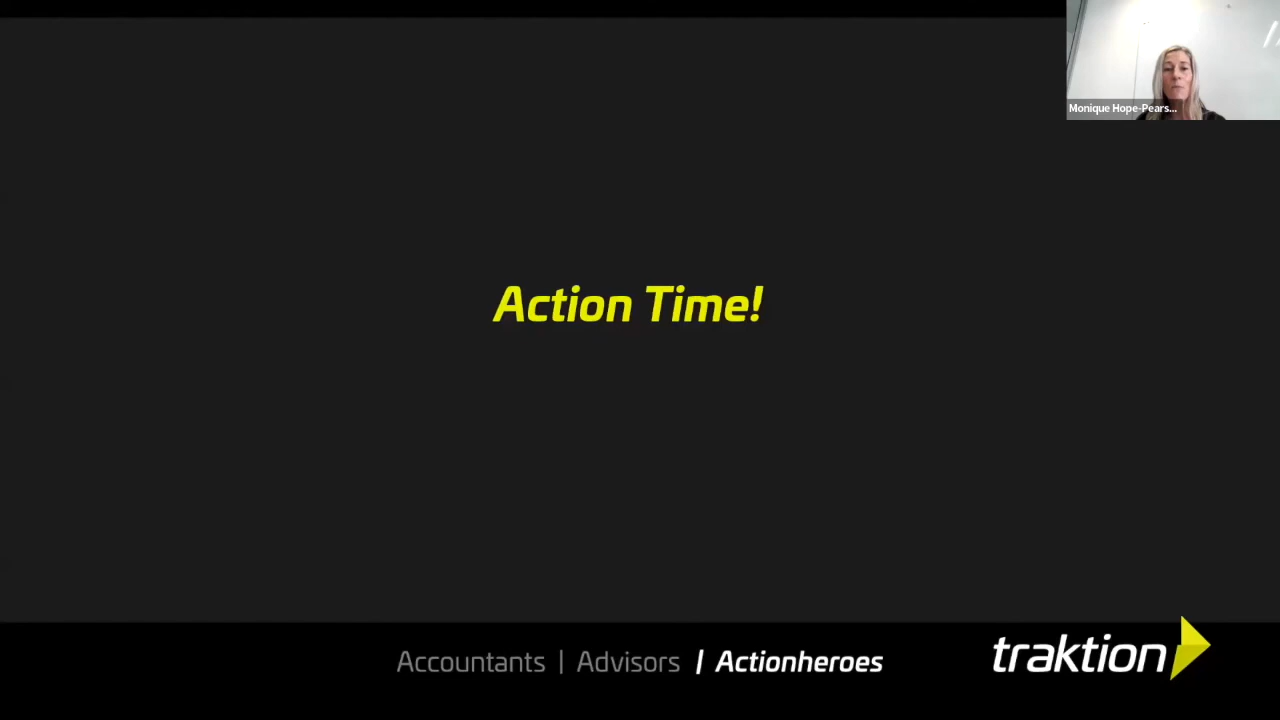 Monique Hope-Pears...
Action Time!
Accountants | Advisors | Actionheroes
traktion